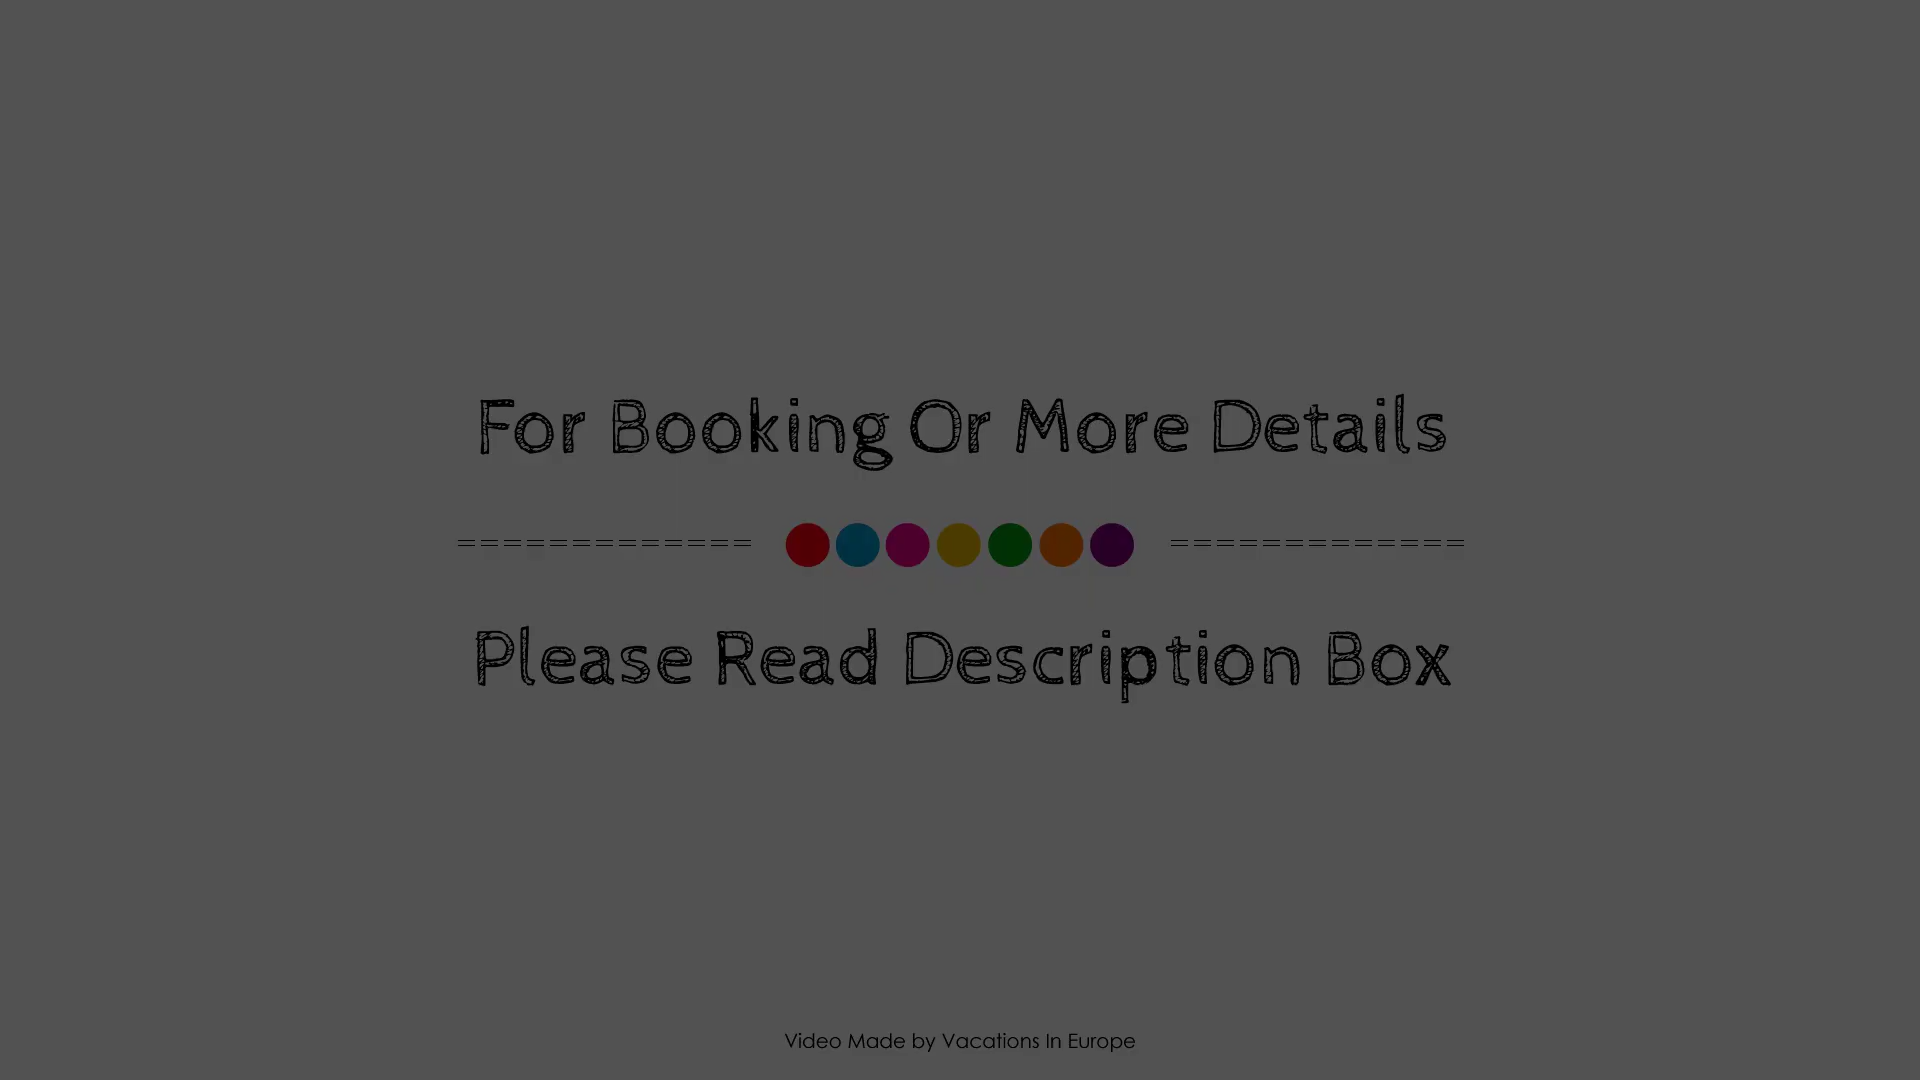 For Booking Or More Details
============= =============
Please Read Description Box
Video Made by Vacations In Europe